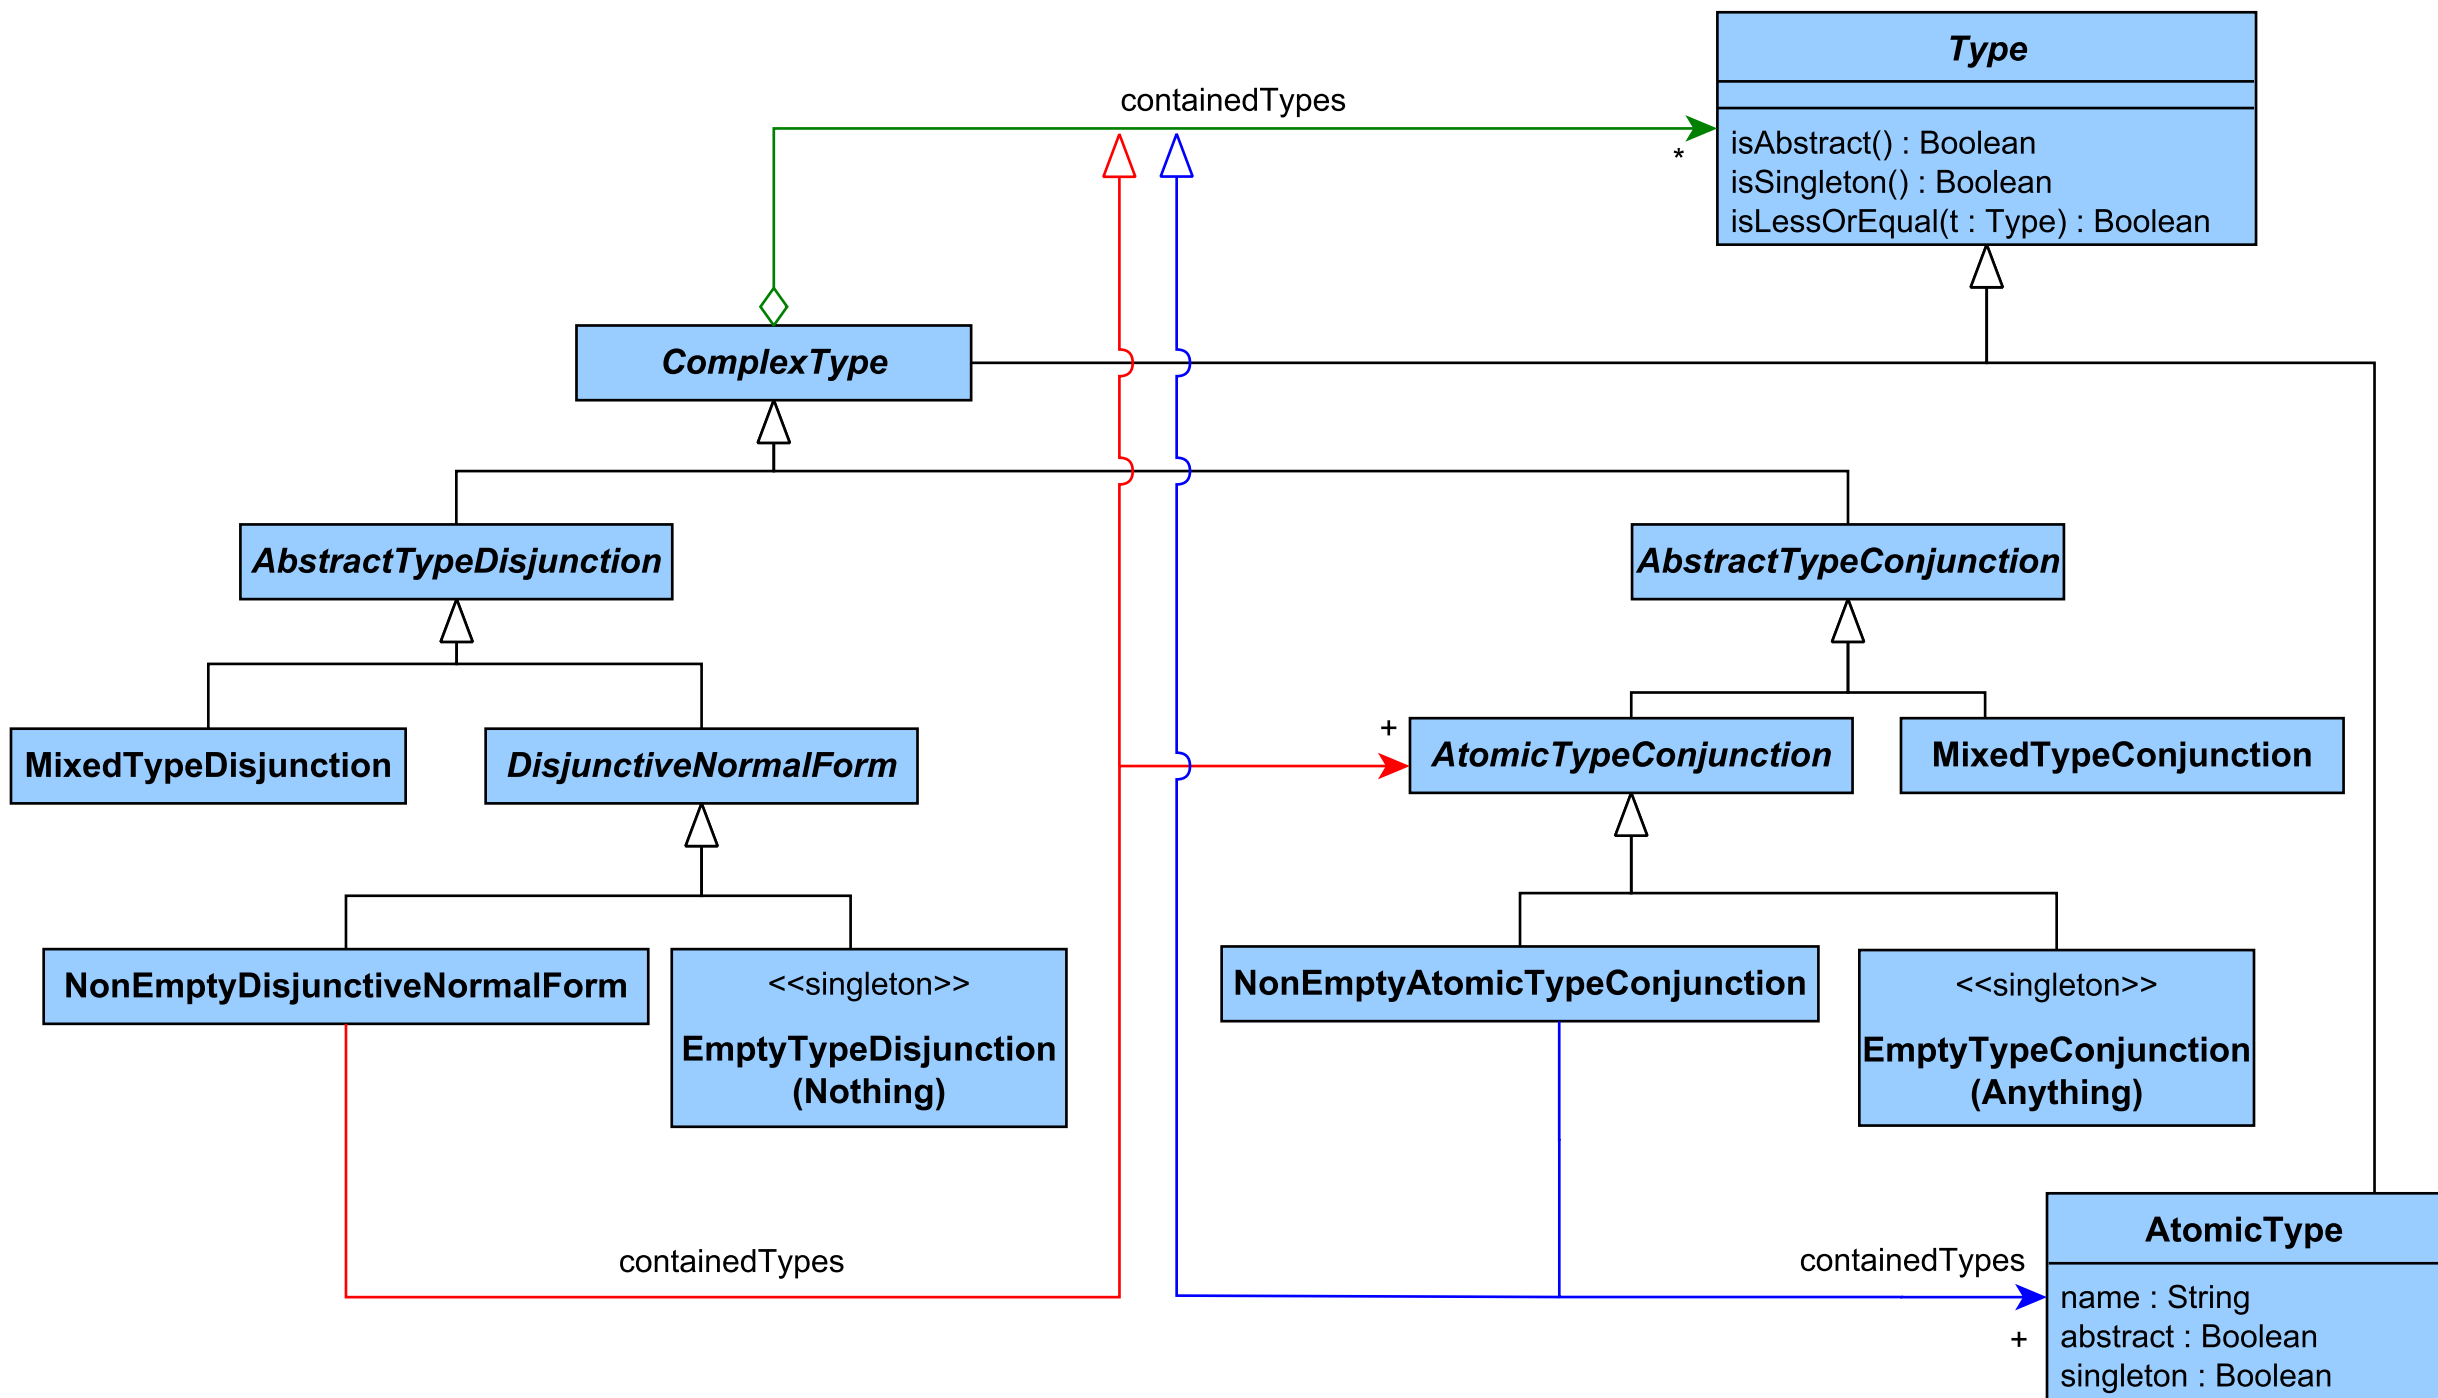 Type
containedTypes
*
isAbstract() : Boolean
isSingleton() : Boolean
isLessOrEqual(t : Type) : Boolean
ComplexType
AbstractTypeDisjunction
AbstractTypeConjunction
MixedTypeDisjunction
DisjunctiveNormalForm
+
AtomicTypeConjunction
MixedTypeConjunction
NonEmptyDisjunctiveNormalForm
<<singleton>>
EmptyTypeDisjunction
(Nothing)
NonEmptyAtomicTypeConjunction
<<singleton>>
EmptyTypeConjunction
(Anything)
containedTypes
containedTypes
+
AtomicType
name : String
abstract : Boolean
singleton : Boolean